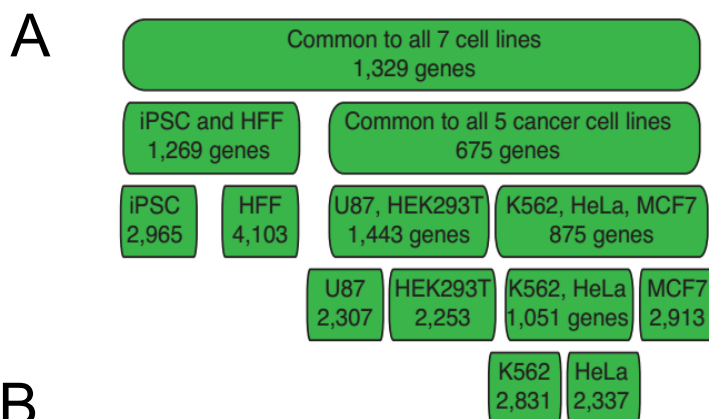 A
Common to all 7 cell lines
1,329 genes
iPSC and HFF
1,269 genes
Common to all 5 cancer cell lines
675 genes
iPSC
2,965
HFF
4,103
U87, HEK293T
1,443 genes
K562, HeLa, MCF7
875 genes
U87
2,307
HEK293T
2,253
K562, HeLa
1,051 genes
MCF7
2,913
K562
2,831
HeLa
2,337
B